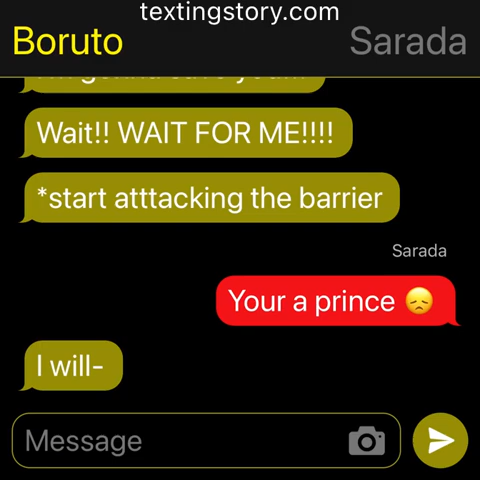 textingstory.com
Boruto
Sarada
Wait!! WAIT FOR ME!!!!
*start atttacking the barrier
Sarada
Your a prince 😞
I will-
Message